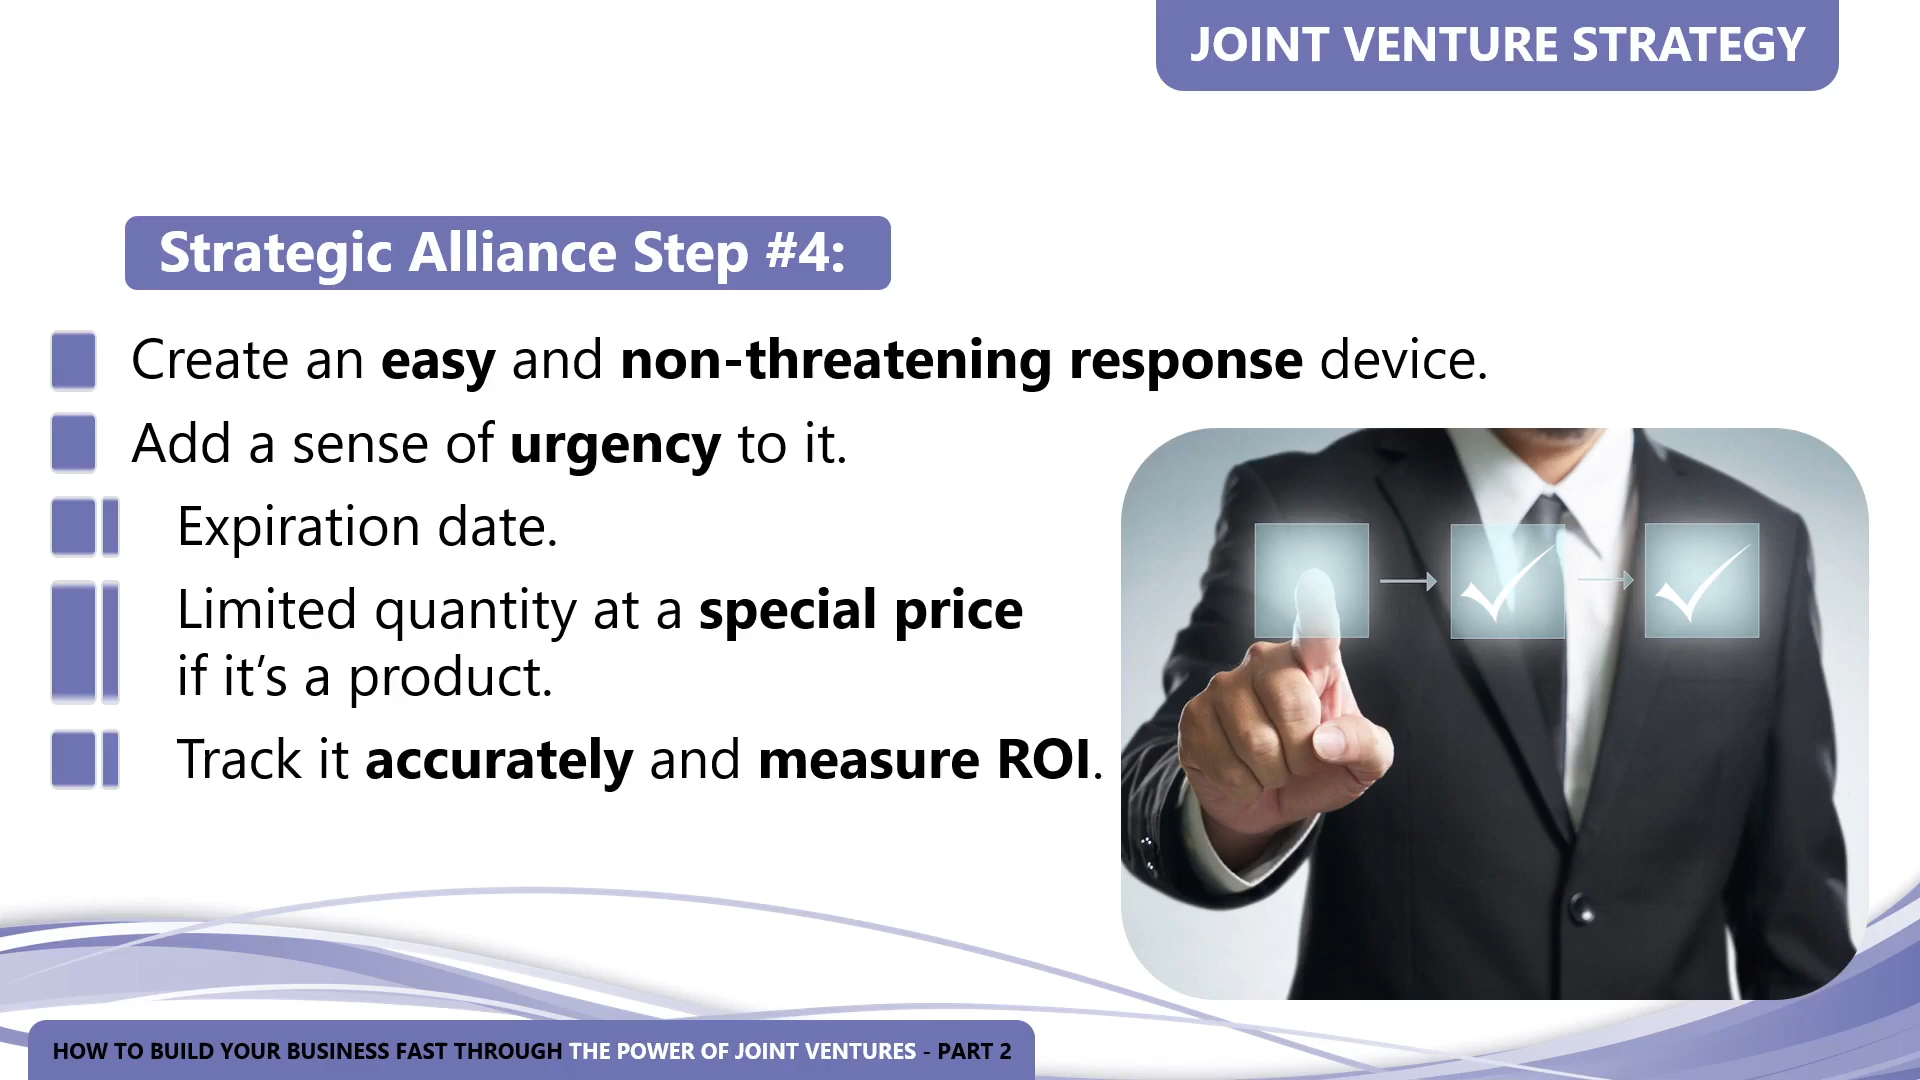 JOINT VENTURE STRATEGY
Strategic Alliance Step #4:
Create an easy and non-threatening response device.
Add a sense of urgency to it.
Expiration date.
Limited quantity at a special price
if it’s a product.
Track it accurately and measure ROI.
HOW TO BUILD YOUR BUSINESS FAST THROUGH THE POWER OF JOINT VENTURES - PART 2